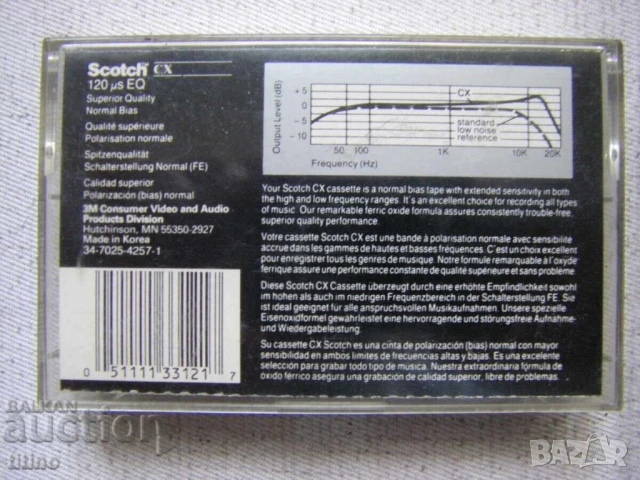 Scotch™ CX
120 µs EQ
Superior Quality
Normal Bias
Qualité supérieure
Polarisation normale
Spitzenqualität
Schalterstellung Normal (FE)
Calidad superior
Polarización (bias) normal
3M Consumer Video and Audio
Products Division
Hutchinson, MN 55350-2927
Made in Korea
34-7025-4257-1
0 51111 33121 7
Output Level (dB)
+5
0
-5
-10
CX
standard
low noise
reference
50 100 1K 10K 20K
Frequency (Hz)
Your Scotch CX cassette is a normal bias tape with extended sensitivity in both
the high and low frequency ranges. It's an excellent choice for recording all types
of music. Our remarkable ferric oxide formula assures consistently trouble-free,
superior quality performance.
Votre cassette Scotch CX est une bande à polarisation normale avec sensibilité
accrue dans les gammes de hautes et basses fréquences. C'est un choix excellent
pour enregistrer tous les genres de musique. Notre formule remarquable à l'oxyde
ferrique assure une performance constante de qualité supérieure et sans problème.
Diese Scotch CX Cassette überzeugt durch eine erhöhte Empfindlichkeit sowohl
im hohen als auch im niedrigen Frequenzbereich in der Schalterstellung FE. Sie
ist ideal geeignet für alle anspruchsvollen Musikaufnahmen. Unsere spezielle
Eisenoxidformel gewährleistet eine hervorragende und störungsfreie Aufnahme-
und Wiedergabeleistung.
Su cassette CX Scotch es una cinta de polarización (bias) normal con mayor
sensibilidad en ambos límites de frecuencias altas y bajas. Es una excelente
selección para grabar todo tipo de música. Nuestra extraordinaria fórmula de
óxido férrico asegura una grabación de calidad superior, libre de problemas.
BALKAN
auction
tilino
BAZAR